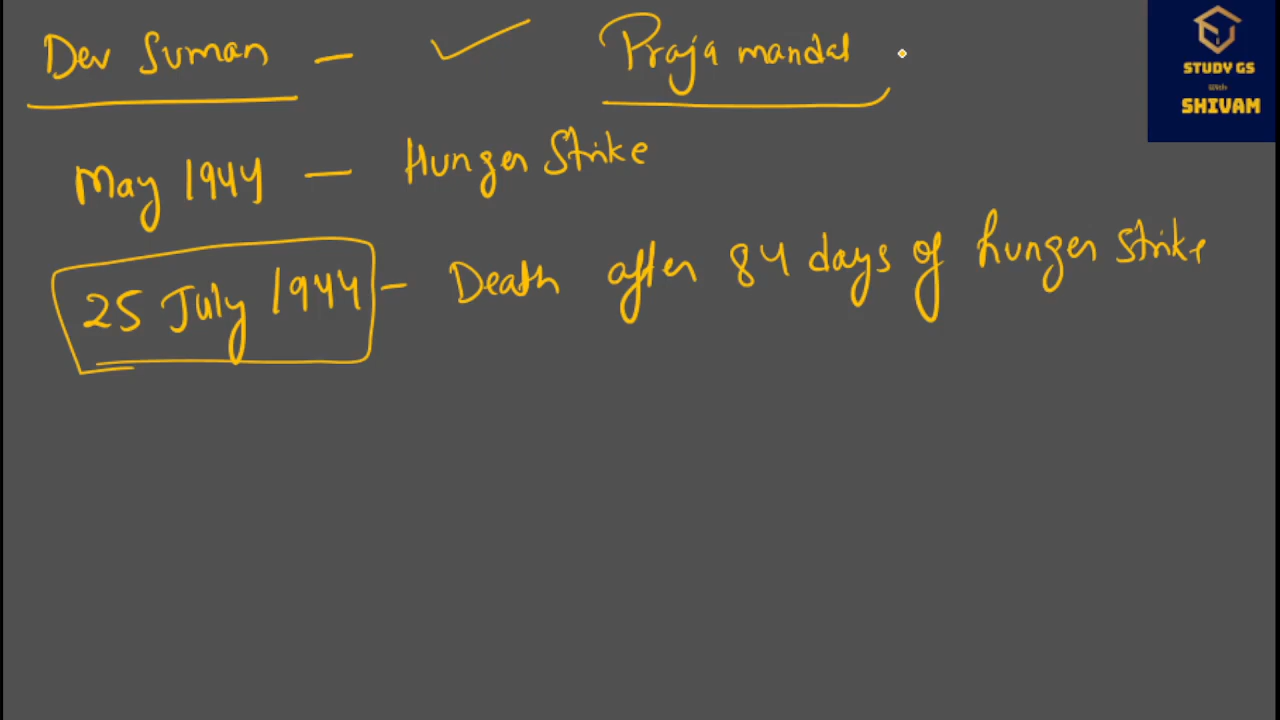 Dev Suman – ✓ Praja mandal
STUDY GS
With
SHIVAM
May 1944 – Hunger Strike
25 July 1944 – Death after 84 days of hunger strike